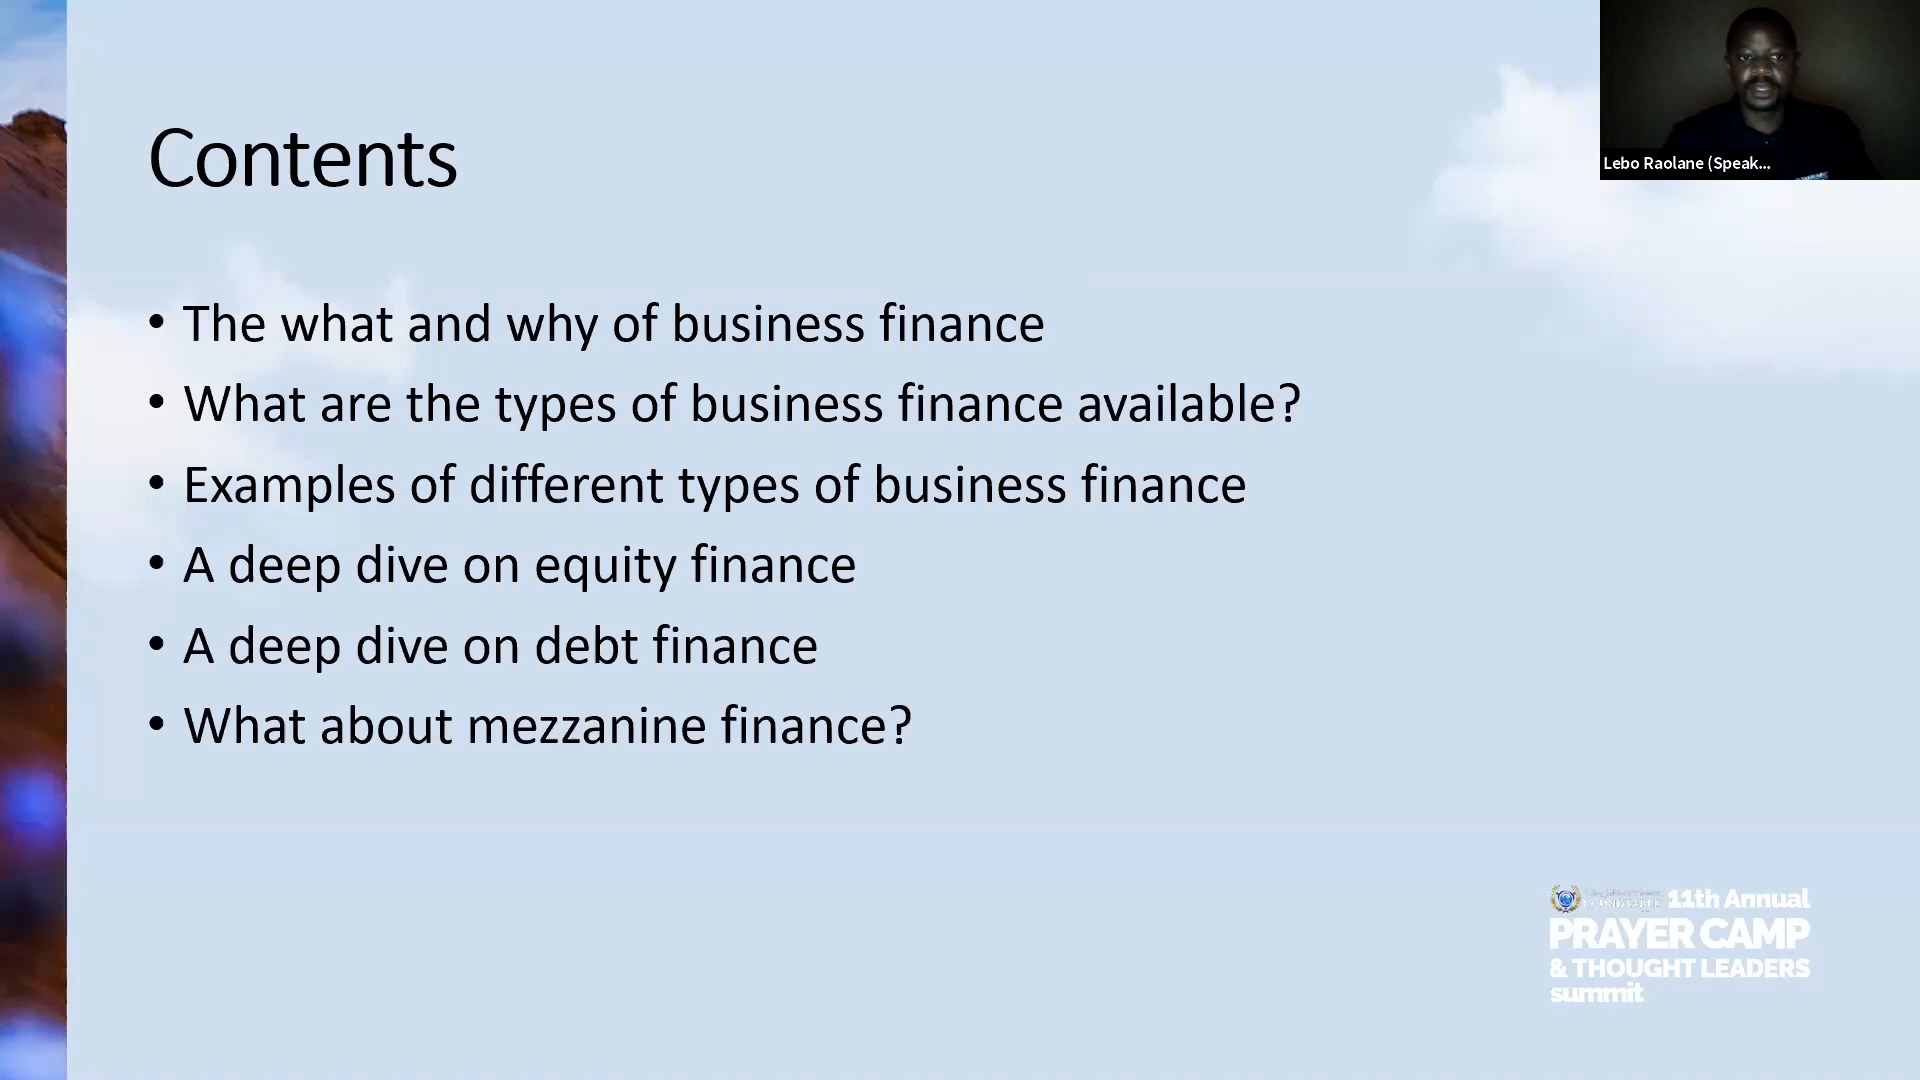 Contents
• The what and why of business finance
• What are the types of business finance available?
• Examples of different types of business finance
• A deep dive on equity finance
• A deep dive on debt finance
• What about mezzanine finance?
Lebo Raolane (Speak...
ROUNDTABLE 11th Annual
PRAYER CAMP
& THOUGHT LEADERS
summit